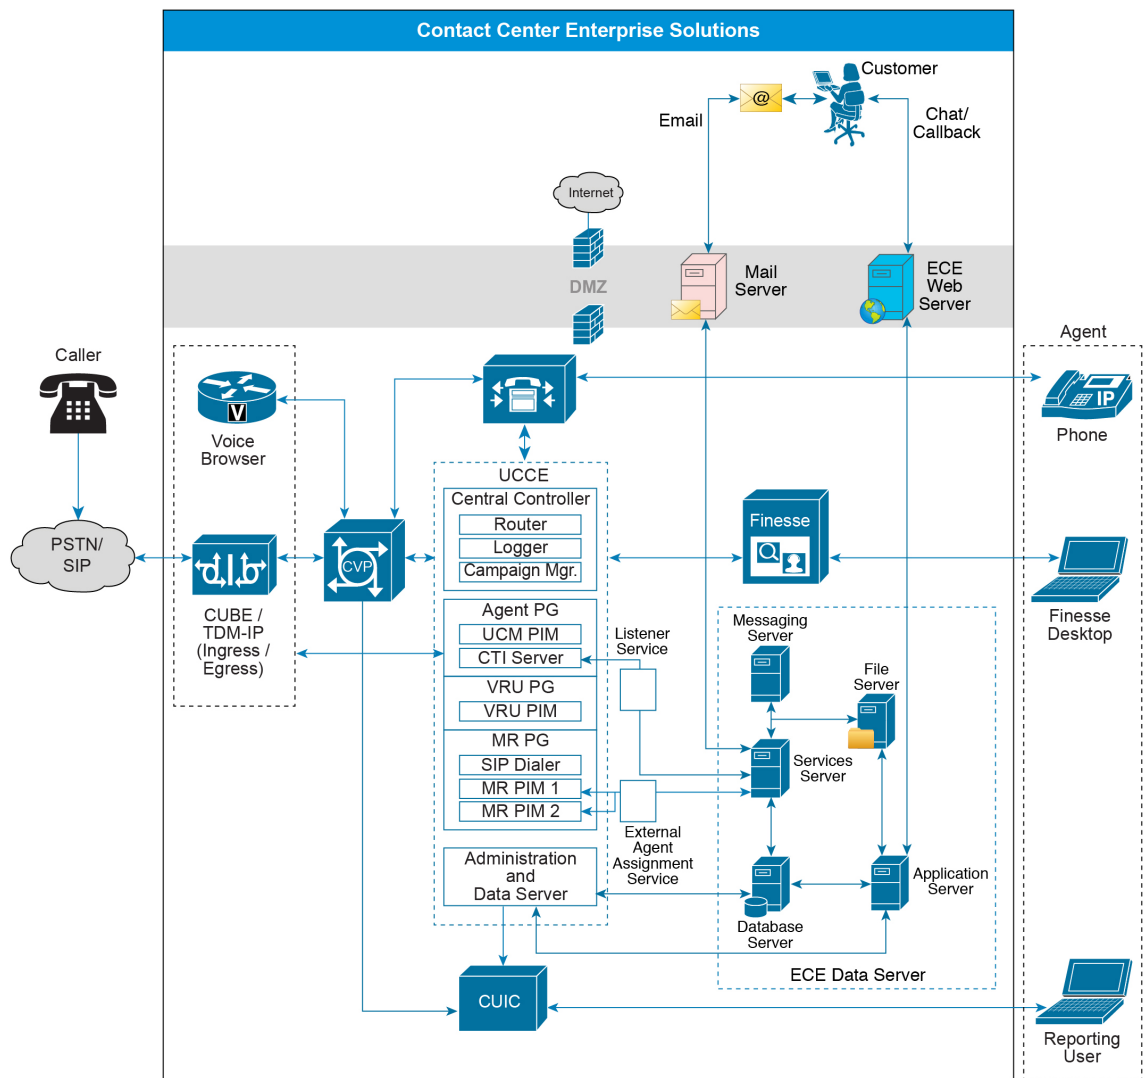 Contact Center Enterprise Solutions
Customer
@
Email
Chat/
Callback
Internet
DMZ
Mail
Server
ECE
Web
Server
Caller
Agent
V
Voice
Browser
IP
Phone
UCCE
Central Controller
Router
Logger
Campaign Mgr.
Finesse
PSTN/
SIP
CVP
CUBE /
TDM-IP
(Ingress /
Egress)
Finesse
Desktop
Agent PG
UCM PIM
CTI Server
VRU PG
VRU PIM
MR PG
SIP Dialer
MR PIM 1
MR PIM 2
Listener
Service
External
Agent
Assignment
Service
Messaging
Server
File
Server
Services
Server
Administration
and
Data Server
Application
Server
Database
Server
ECE Data Server
CUIC
Reporting
User